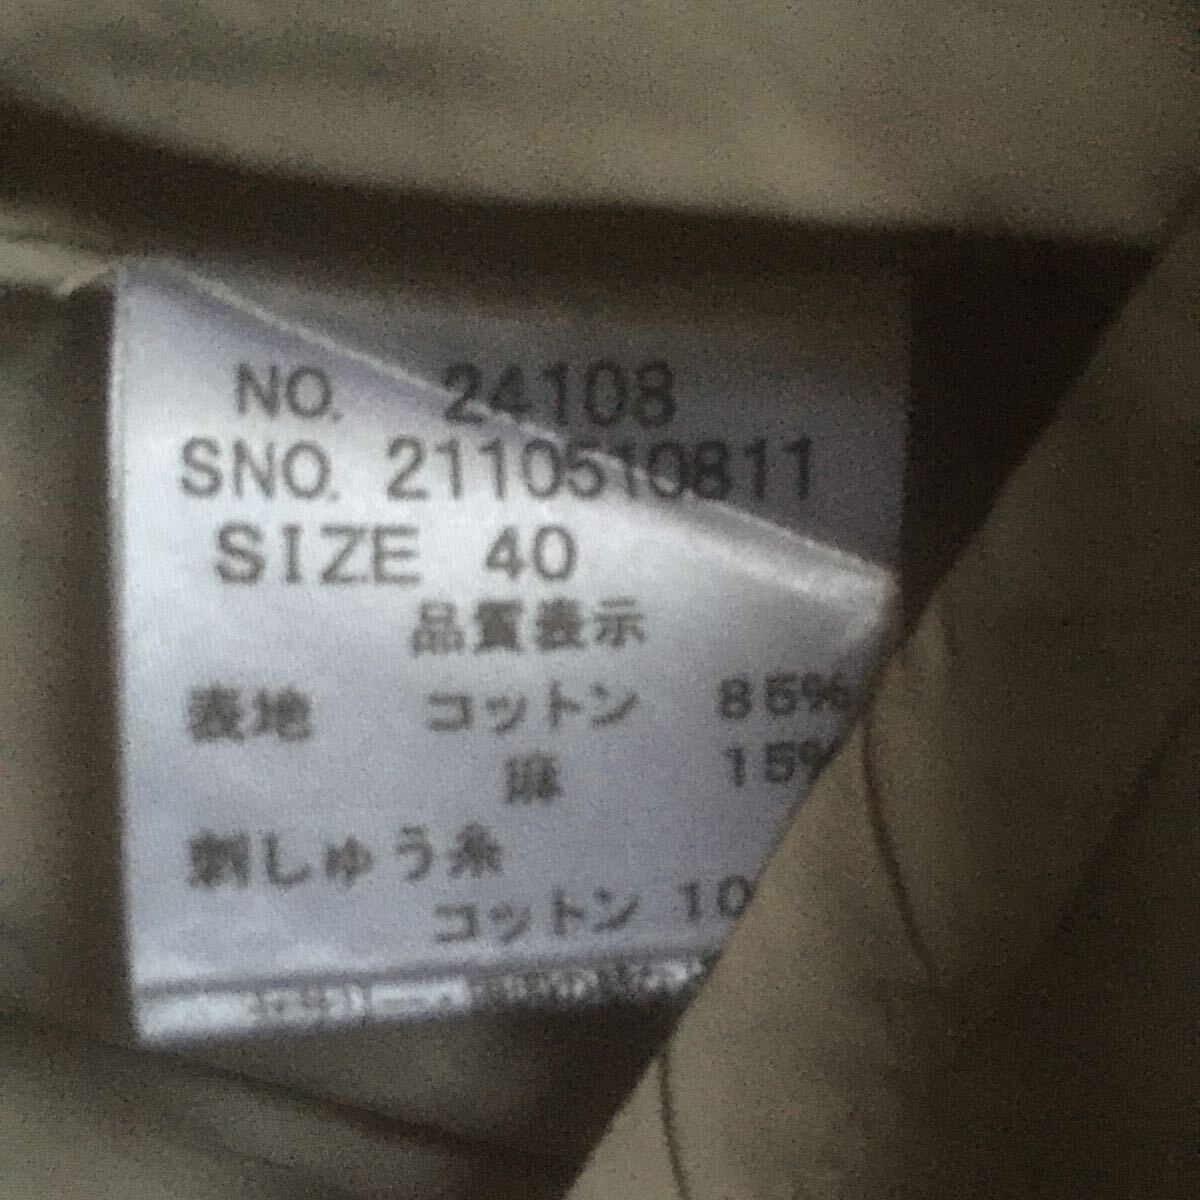 NO. 24108
SNO. 2110510811
SIZE 40
品質表示
表地 コットン 85%
麻 15%
刺しゅう糸
コットン 10